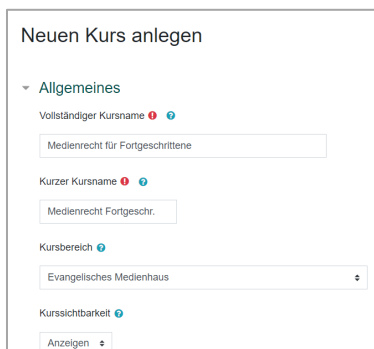 Neuen Kurs anlegen
Allgemeines
Vollständiger Kursname
Medienrecht für Fortgeschrittene
Kurzer Kursname
Medienrecht Fortgeschr.
Kursbereich
Evangelisches Medienhaus
Kurssichtbarkeit
Anzeigen